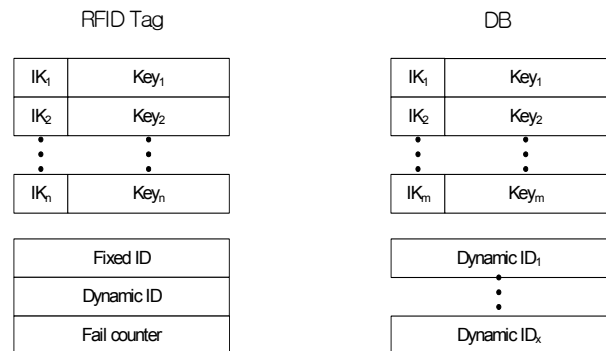 RFID Tag
IK₁ Key₁
IK₂ Key₂
IKₙ Keyₙ
Fixed ID
Dynamic ID
Fail counter
DB
IK₁ Key₁
IK₂ Key₂
IKₘ Keyₘ
Dynamic ID₁
Dynamic IDₓ